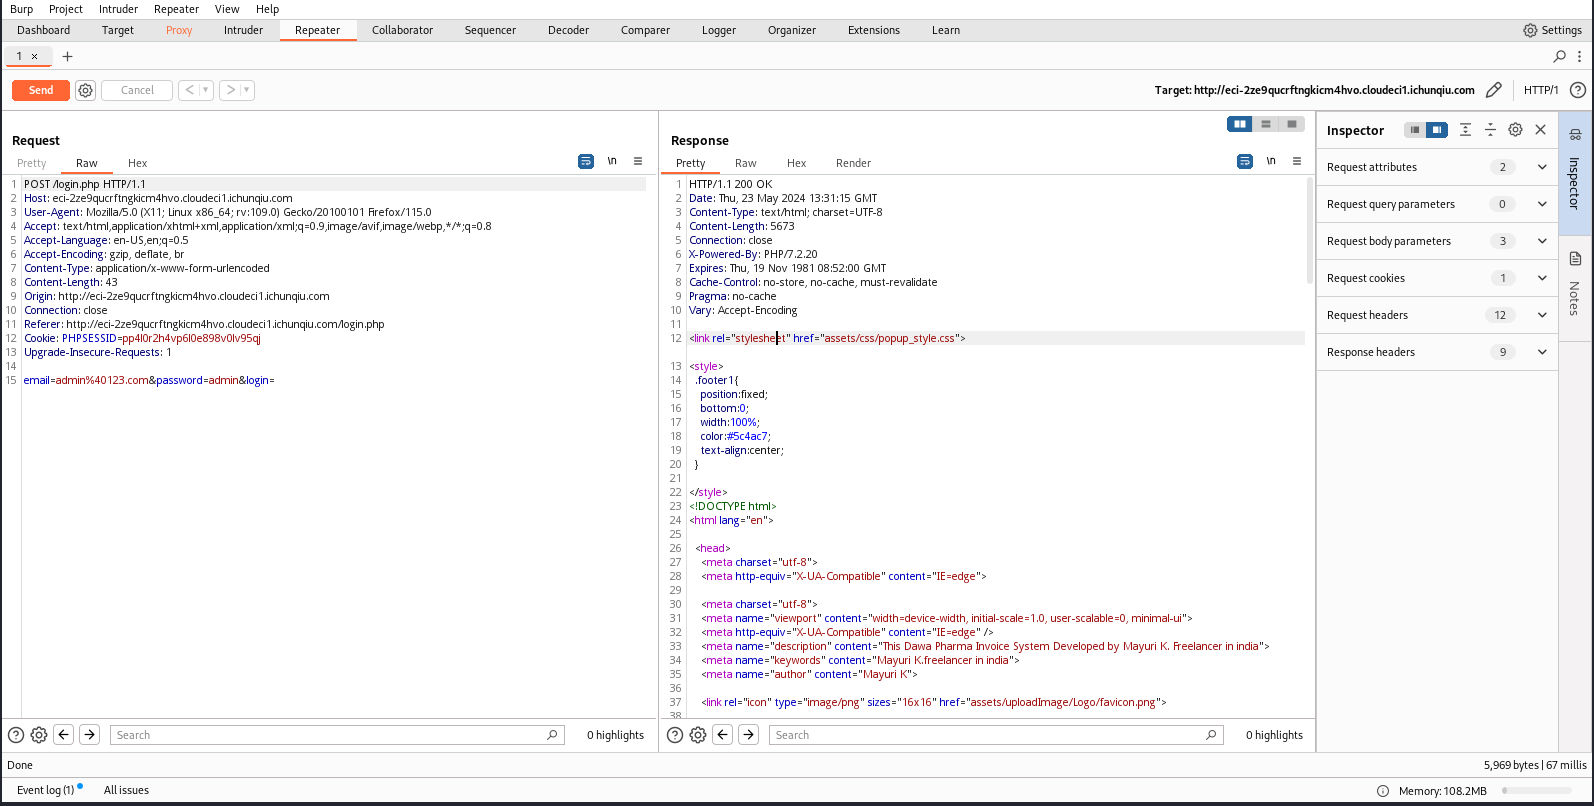 Burp Project Intruder Repeater View Help
Dashboard Target Proxy Intruder Repeater Collaborator Sequencer Decoder Comparer Logger Organizer Extensions Learn Settings
1 × +
Send Cancel < > Target: http://eci-2ze9qucrftngkicm4hvo.cloudeci1.ichunqiu.com HTTP/1 ?
Request
Pretty Raw Hex \n
1 POST /login.php HTTP/1.1
2 Host: eci-2ze9qucrftngkicm4hvo.cloudeci1.ichunqiu.com
3 User-Agent: Mozilla/5.0 (X11; Linux x86_64; rv:109.0) Gecko/20100101 Firefox/115.0
4 Accept: text/html,application/xhtml+xml,application/xml;q=0.9,image/avif,image/webp,*/*;q=0.8
5 Accept-Language: en-US,en;q=0.5
6 Accept-Encoding: gzip, deflate, br
7 Content-Type: application/x-www-form-urlencoded
8 Content-Length: 43
9 Origin: http://eci-2ze9qucrftngkicm4hvo.cloudeci1.ichunqiu.com
10 Connection: close
11 Referer: http://eci-2ze9qucrftngkicm4hvo.cloudeci1.ichunqiu.com/login.php
12 Cookie: PHPSESSID=pp4l0r2h4vp6l0e898v0lv95qj
13 Upgrade-Insecure-Requests: 1
14
15 email=admin%40123.com&password=admin&login=
? Search 0 highlights
Response
Pretty Raw Hex Render \n
1 HTTP/1.1 200 OK
2 Date: Thu, 23 May 2024 13:31:15 GMT
3 Content-Type: text/html; charset=UTF-8
4 Content-Length: 5673
5 Connection: close
6 X-Powered-By: PHP/7.2.20
7 Expires: Thu, 19 Nov 1981 08:52:00 GMT
8 Cache-Control: no-store, no-cache, must-revalidate
9 Pragma: no-cache
10 Vary: Accept-Encoding
11
12 <link rel="stylesheet" href="assets/css/popup_style.css">
13 <style>
14 .footer1{
15 position:fixed;
16 bottom:0;
17 width:100%;
18 color:#5c4ac7;
19 text-align:center;
20 }
21
22 </style>
23 <!DOCTYPE html>
24 <html lang="en">
25
26 <head>
27 <meta charset="utf-8">
28 <meta http-equiv="X-UA-Compatible" content="IE=edge">
29
30 <meta charset="utf-8">
31 <meta name="viewport" content="width=device-width, initial-scale=1.0, user-scalable=0, minimal-ui">
32 <meta http-equiv="X-UA-Compatible" content="IE=edge" />
33 <meta name="description" content="This Dawa Pharma Invoice System Developed by Mayuri K. Freelancer in india">
34 <meta name="keywords" content="Mayuri K.freelancer in india">
35 <meta name="author" content="Mayuri K">
36
37 <link rel="icon" type="image/png" sizes="16x16" href="assets/uploadImage/Logo/favicon.png">
38
? Search 0 highlights
Inspector
Request attributes 2
Request query parameters 0
Request body parameters 3
Request cookies 1
Request headers 12
Response headers 9
Inspector
Notes
Done 5,969 bytes | 67 millis
Event log (1) All issues Memory: 108.2MB